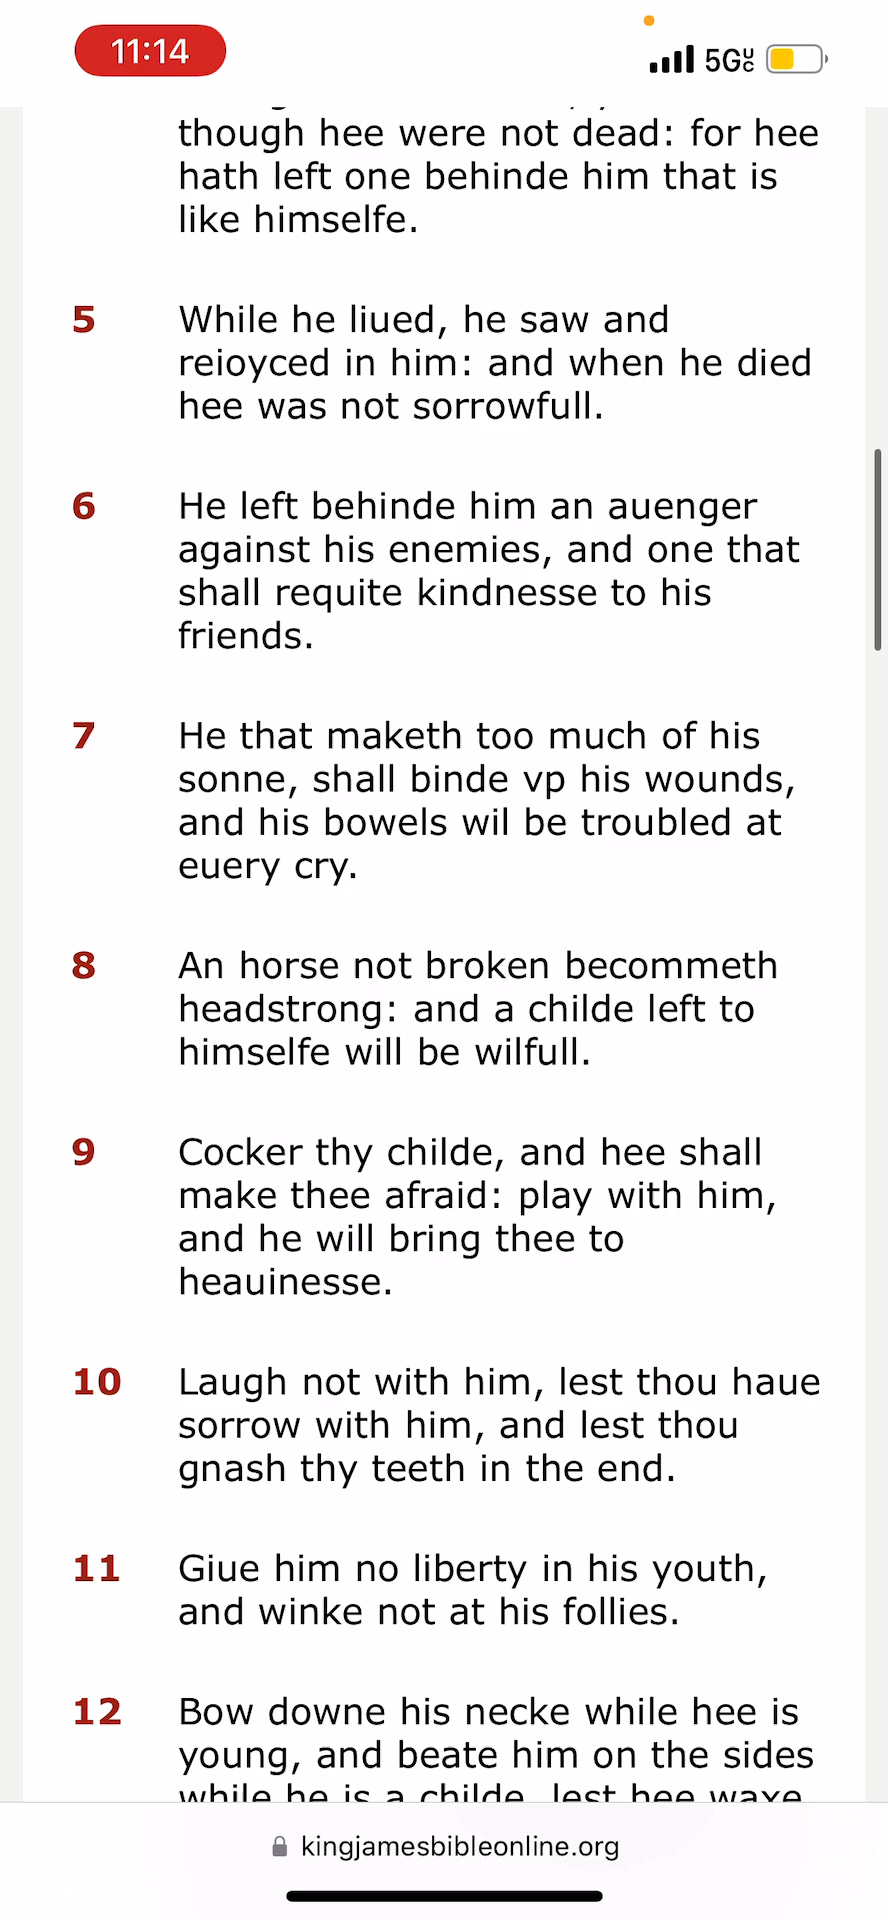 11:14
5G UC
though hee were not dead: for hee
hath left one behinde him that is
like himselfe.
5 While he liued, he saw and
reioyced in him: and when he died
hee was not sorrowfull.
6 He left behinde him an auenger
against his enemies, and one that
shall requite kindnesse to his
friends.
7 He that maketh too much of his
sonne, shall binde vp his wounds,
and his bowels wil be troubled at
euery cry.
8 An horse not broken becommeth
headstrong: and a childe left to
himselfe will be wilfull.
9 Cocker thy childe, and hee shall
make thee afraid: play with him,
and he will bring thee to
heauinesse.
10 Laugh not with him, lest thou haue
sorrow with him, and lest thou
gnash thy teeth in the end.
11 Giue him no liberty in his youth,
and winke not at his follies.
12 Bow downe his necke while hee is
young, and beate him on the sides
while he is a childe, lest hee waxe
kingjamesbibleonline.org